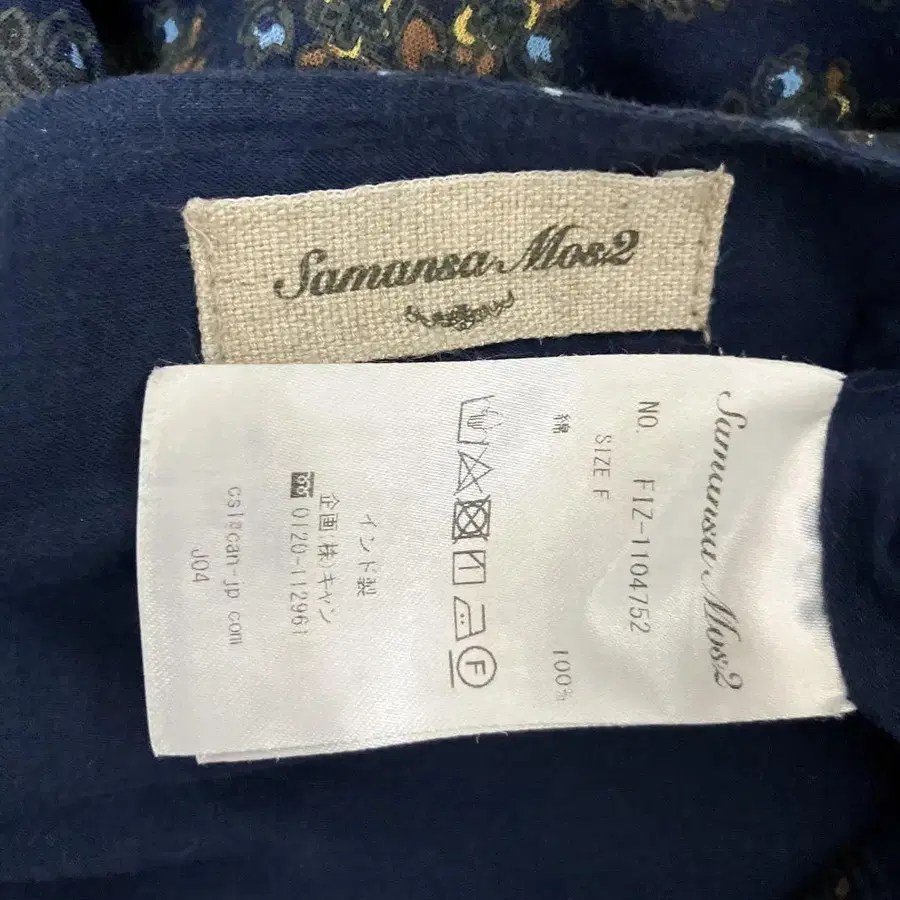 Samansa Mos2
Samansa Mos2
NO. FIZ-1104752
SIZE F
綿 100%
F
インド製
企画:㈱キャン
0120-112961
csl@can-jp.com
J04